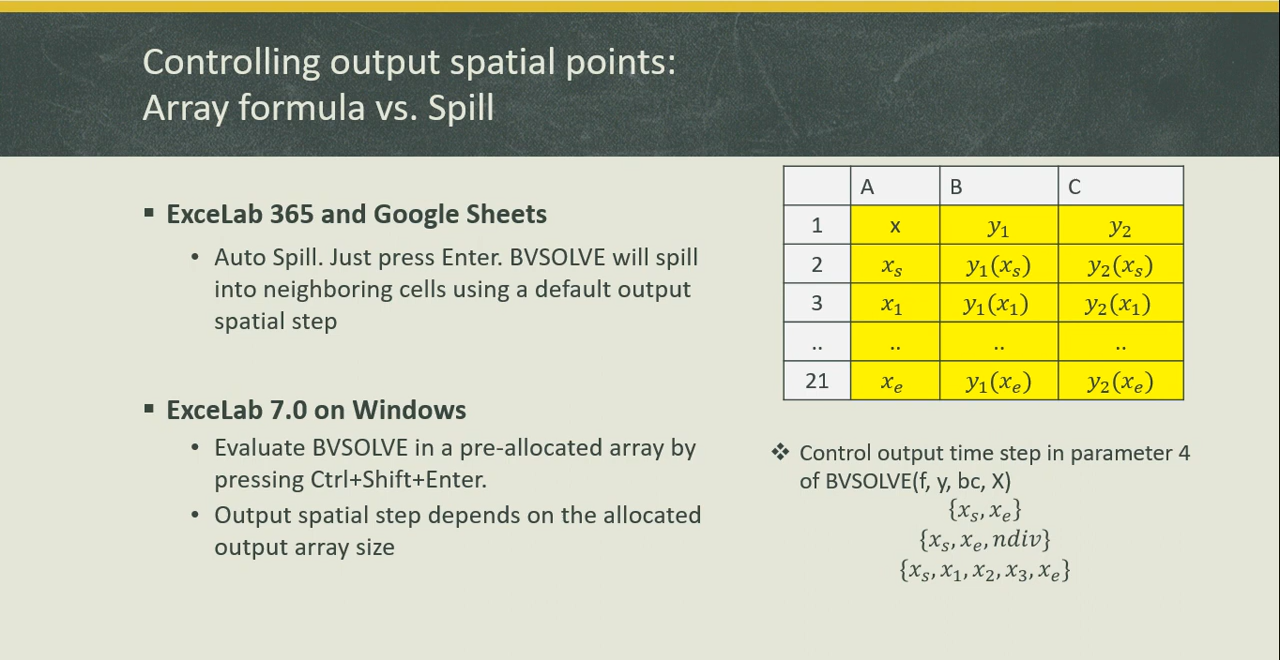 Controlling output spatial points:
Array formula vs. Spill
▪ ExceLab 365 and Google Sheets
• Auto Spill. Just press Enter. BVSOLVE will spill
into neighboring cells using a default output
spatial step
▪ ExceLab 7.0 on Windows
• Evaluate BVSOLVE in a pre-allocated array by
pressing Ctrl+Shift+Enter.
• Output spatial step depends on the allocated
output array size
A B C
1 x y₁ y₂
2 xₛ y₁(xₛ) y₂(xₛ)
3 x₁ y₁(x₁) y₂(x₁)
.. .. .. ..
21 xₑ y₁(xₑ) y₂(xₑ)
❖ Control output time step in parameter 4
of BVSOLVE(f, y, bc, X)
{xₛ, xₑ}
{xₛ, xₑ, ndiv}
{xₛ, x₁, x₂, x₃, xₑ}